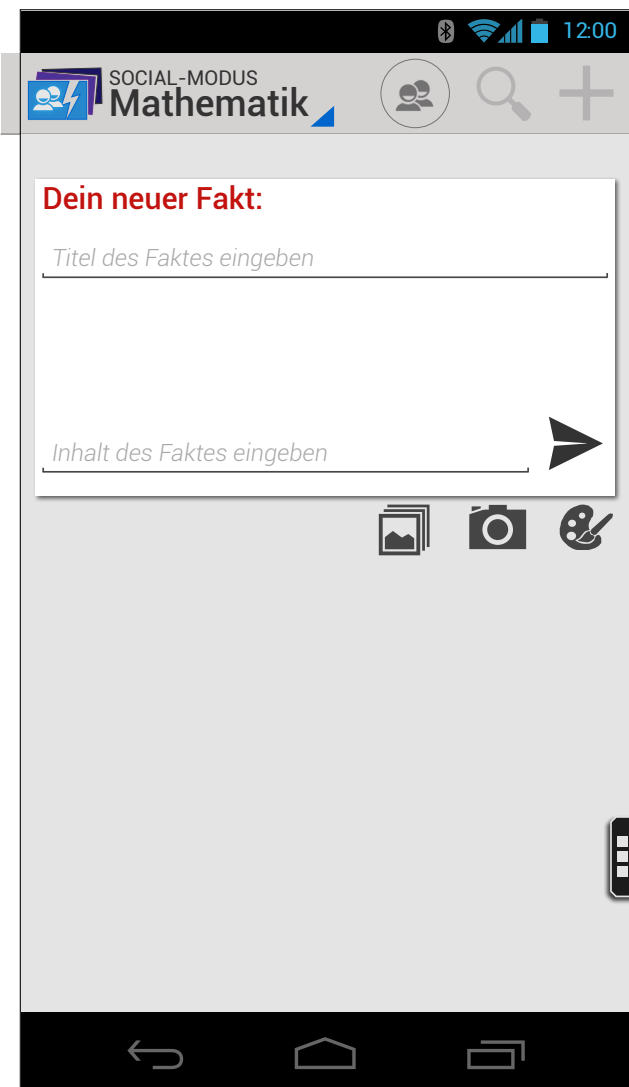 12:00
SOCIAL-MODUS
Mathematik
Dein neuer Fakt:
Titel des Faktes eingeben
Inhalt des Faktes eingeben